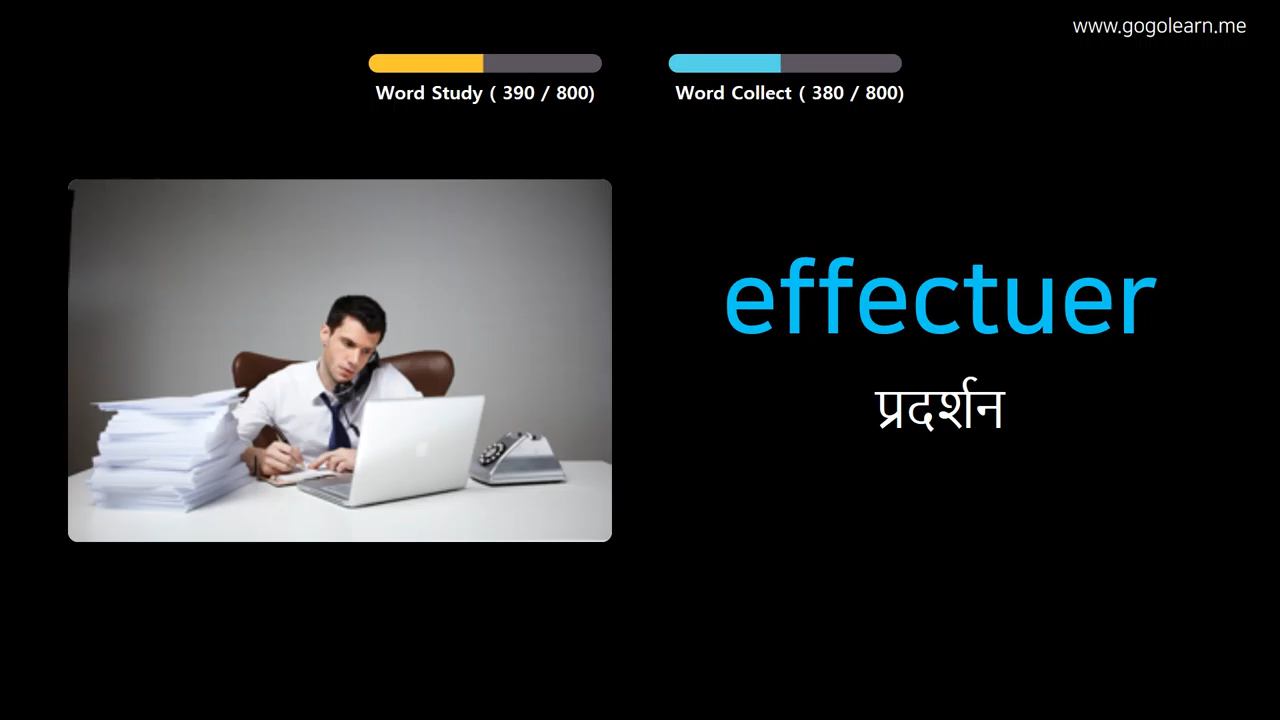 www.gogolearn.me
Word Study ( 390 / 800)
Word Collect ( 380 / 800)
effectuer
प्रदर्शन